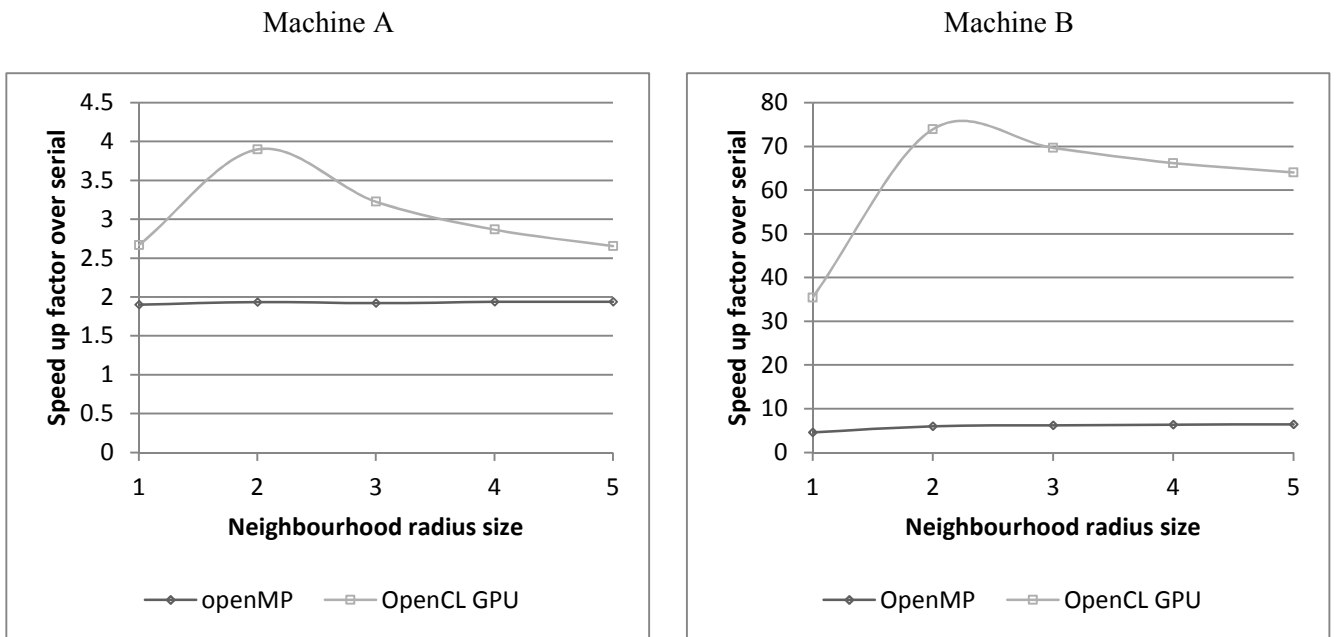 Machine A
Speed up factor over serial
4.5
4
3.5
3
2.5
2
1.5
1
0.5
0
1 2 3 4 5
Neighbourhood radius size
openMP OpenCL GPU
Machine B
Speed up factor over serial
80
70
60
50
40
30
20
10
0
1 2 3 4 5
Neighbourhood radius size
OpenMP OpenCL GPU